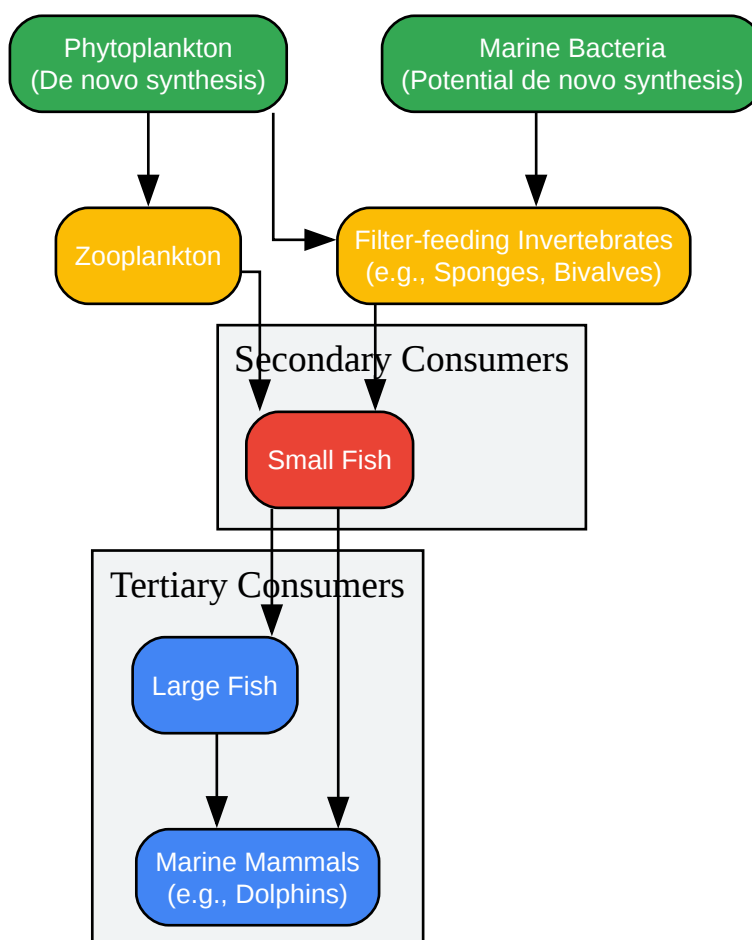 Phytoplankton
(De novo synthesis)
Marine Bacteria
(Potential de novo synthesis)
Zooplankton
Filter-feeding Invertebrates
(e.g., Sponges, Bivalves)
Secondary Consumers
Small Fish
Tertiary Consumers
Large Fish
Marine Mammals
(e.g., Dolphins)